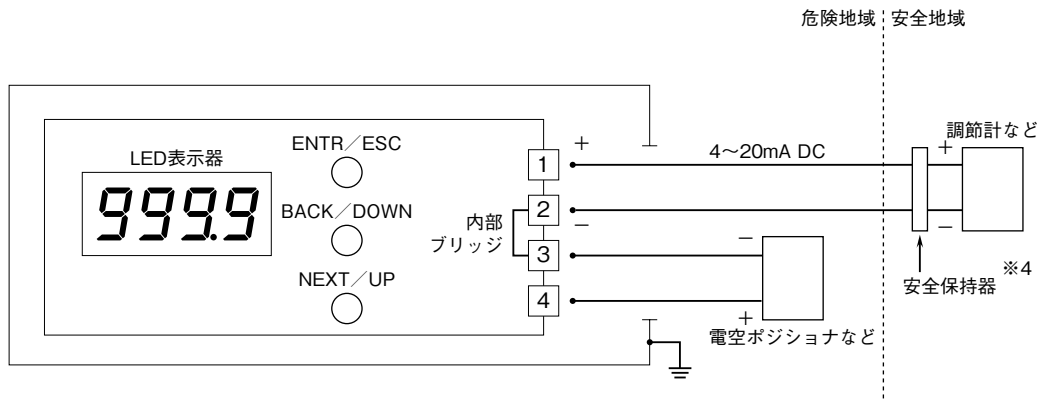 危険地域 安全地域
調節計など
ENTR／ESC
LED表示器
999.9
BACK／DOWN
NEXT／UP
内部
ブリッジ
1
2
3
4
＋
−
4〜20mA DC
＋
−
−
＋
電空ポジショナなど
安全保持器
※4